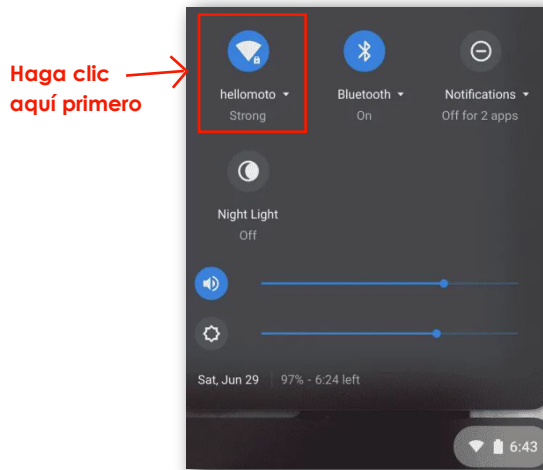 Haga clic
aquí primero
hellomoto
Strong
Bluetooth
On
Notifications
Off for 2 apps
Night Light
Off
Sat, Jun 29 97% - 6:24 left
6:43